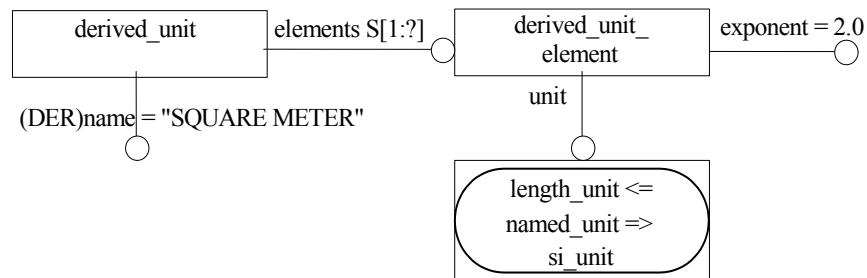 derived_unit
elements S[1:?]
derived_unit_
element
exponent = 2.0
(DER)name = "SQUARE METER"
unit
length_unit <=
named_unit =>
si_unit